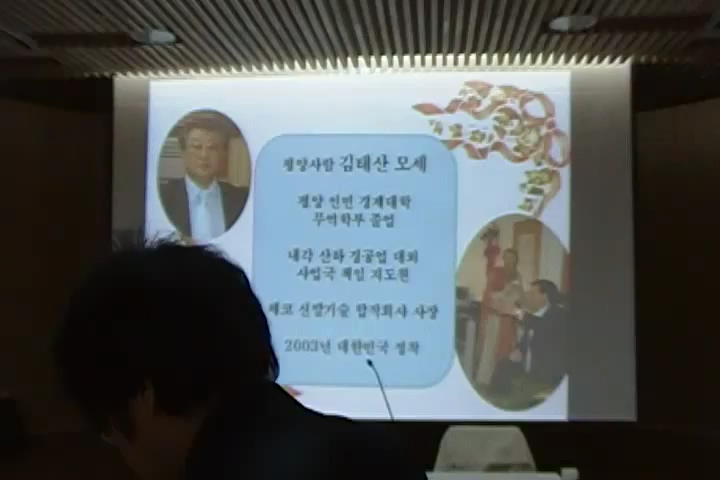 평양사람 김태산 모세
평양 인민 경제대학
무역학부 졸업
내각 산하 경공업 대외
사업국 책임 지도원
체코 신발기술 합작회사 사장
2003년 대한민국 정착